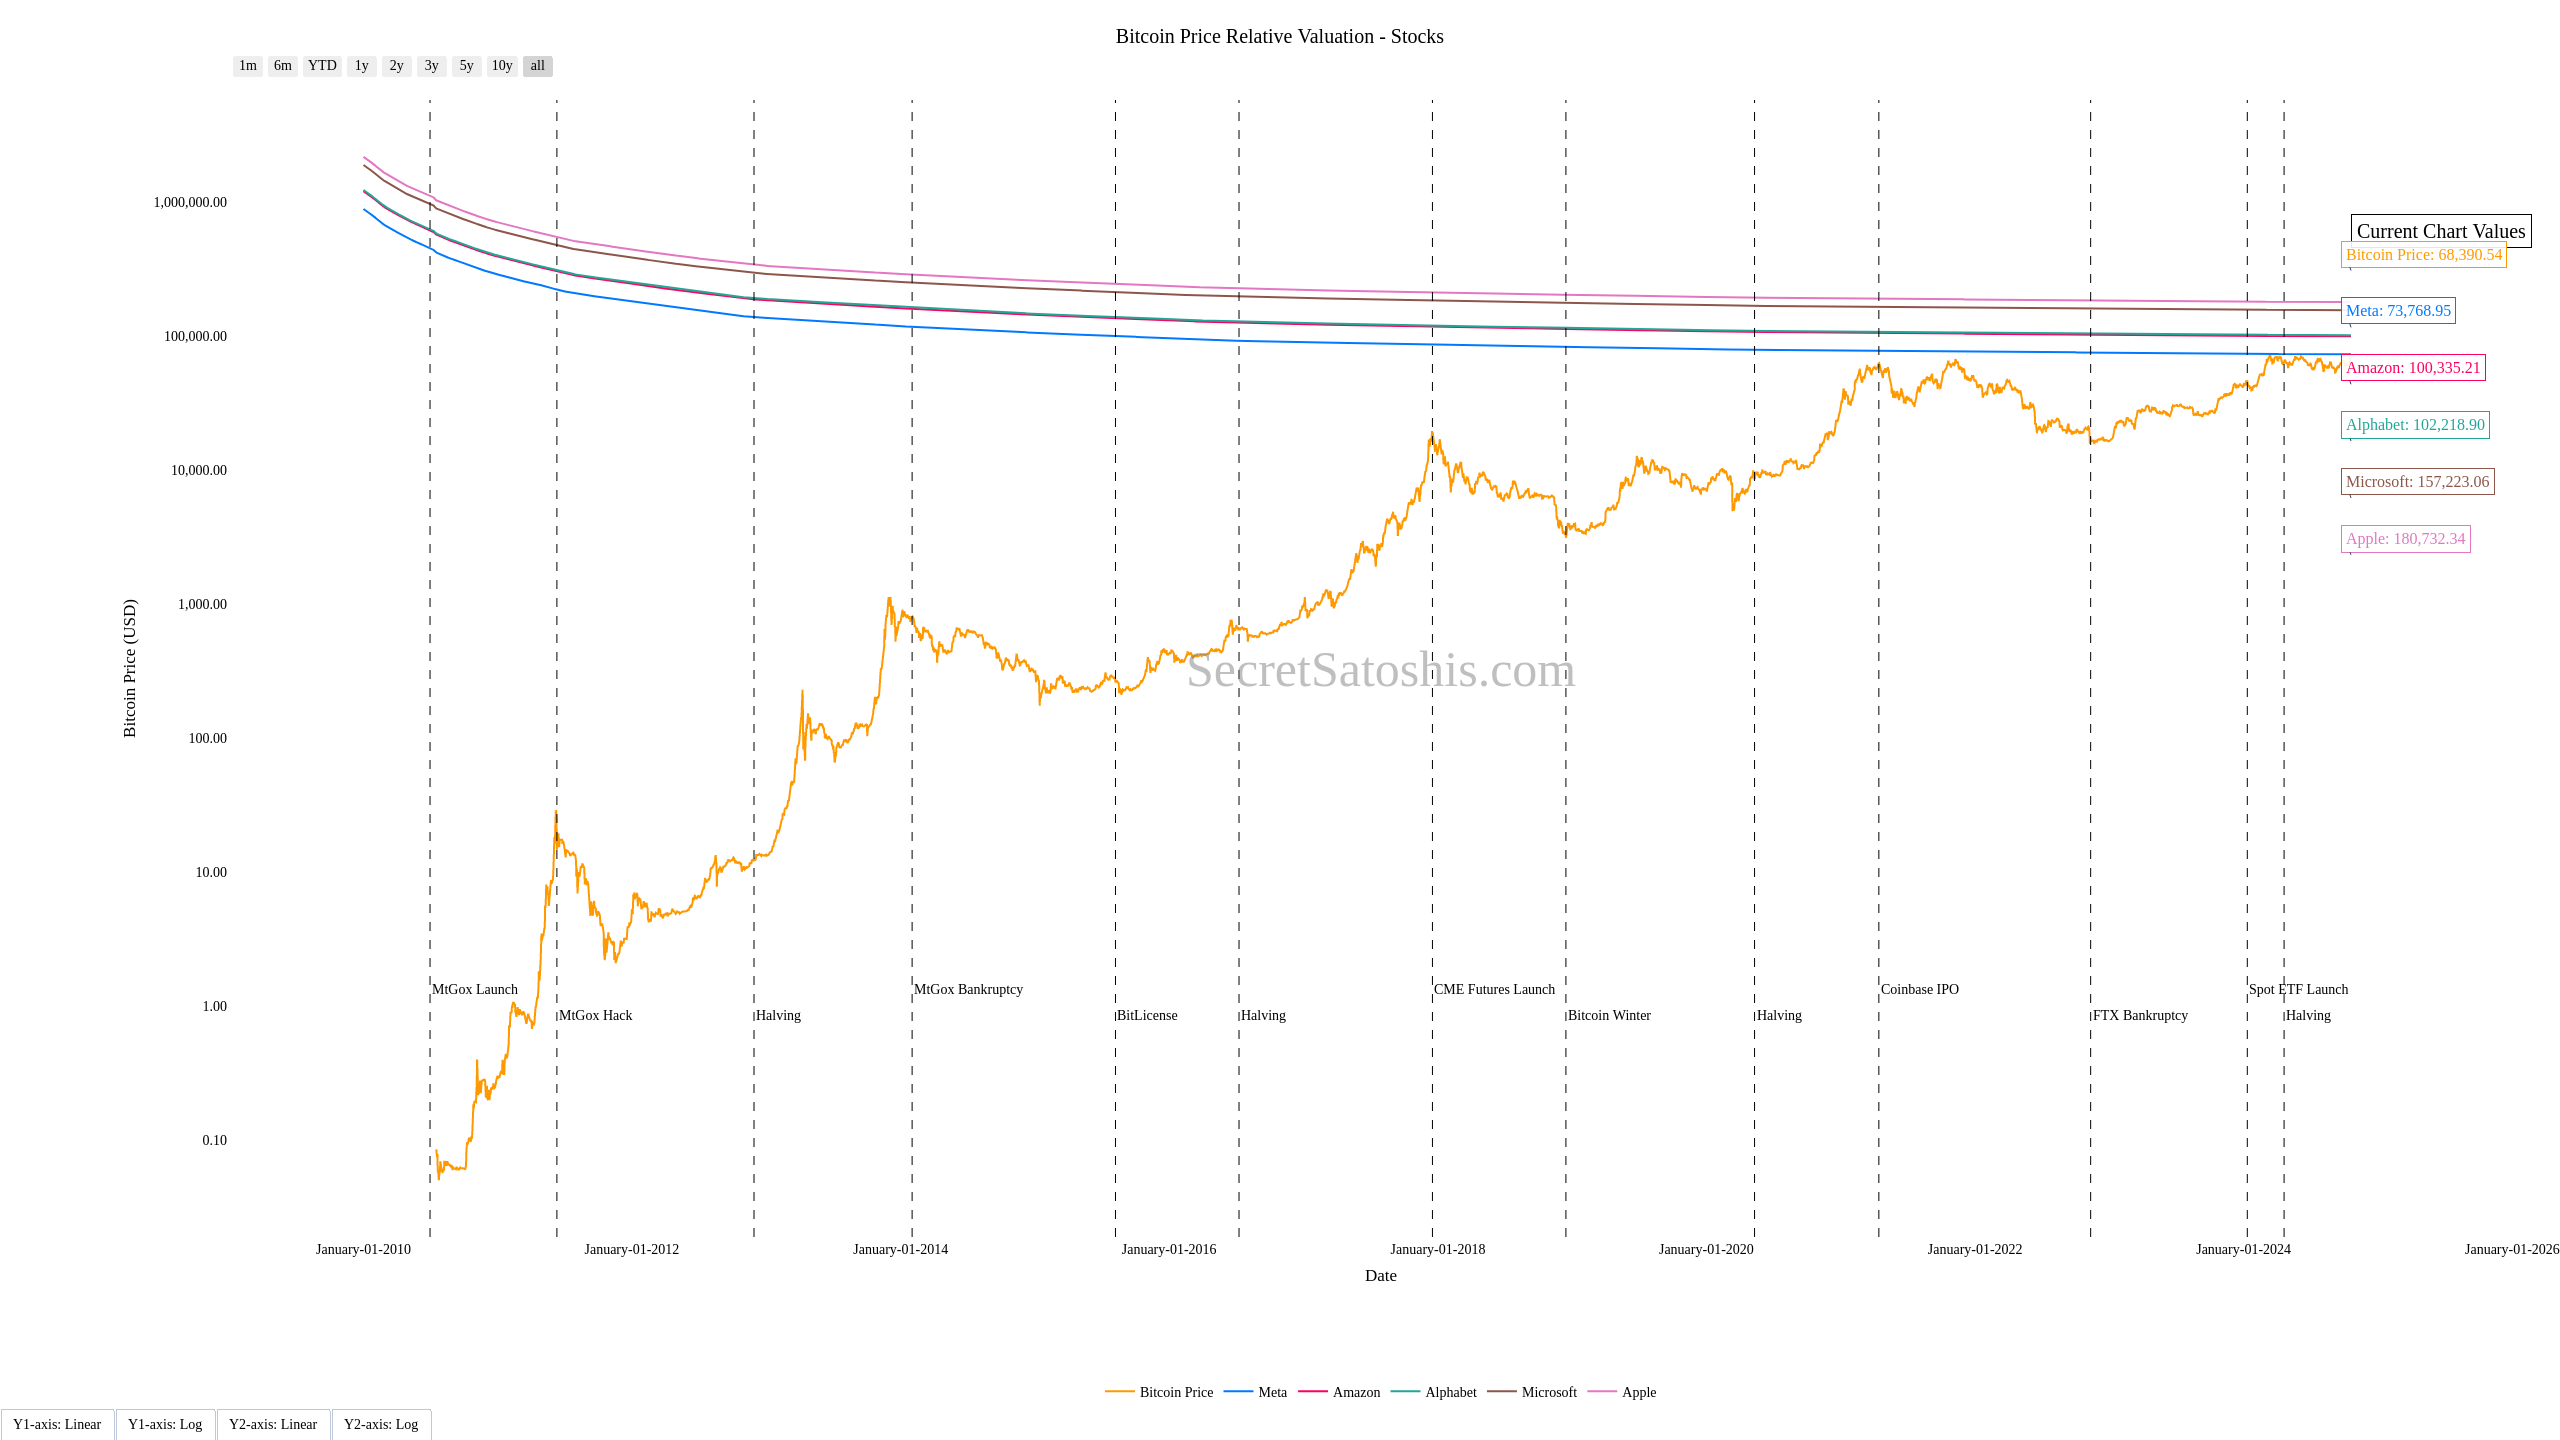 Bitcoin Price Relative Valuation - Stocks
1m 6m YTD 1y 2y 3y 5y 10y all
1,000,000.00
100,000.00
10,000.00
1,000.00
100.00
10.00
1.00
0.10
Bitcoin Price (USD)
Current Chart Values
Bitcoin Price: 68,390.54
Meta: 73,768.95
Amazon: 100,335.21
Alphabet: 102,218.90
Microsoft: 157,223.06
Apple: 180,732.34
SecretSatoshis.com
MtGox Launch
MtGox Hack
Halving
MtGox Bankruptcy
BitLicense
Halving
CME Futures Launch
Bitcoin Winter
Halving
Coinbase IPO
FTX Bankruptcy
Spot ETF Launch
Halving
January-01-2010 January-01-2012 January-01-2014 January-01-2016 January-01-2018 January-01-2020 January-01-2022 January-01-2024 January-01-2026
Date
Bitcoin Price Meta Amazon Alphabet Microsoft Apple
Y1-axis: Linear Y1-axis: Log Y2-axis: Linear Y2-axis: Log